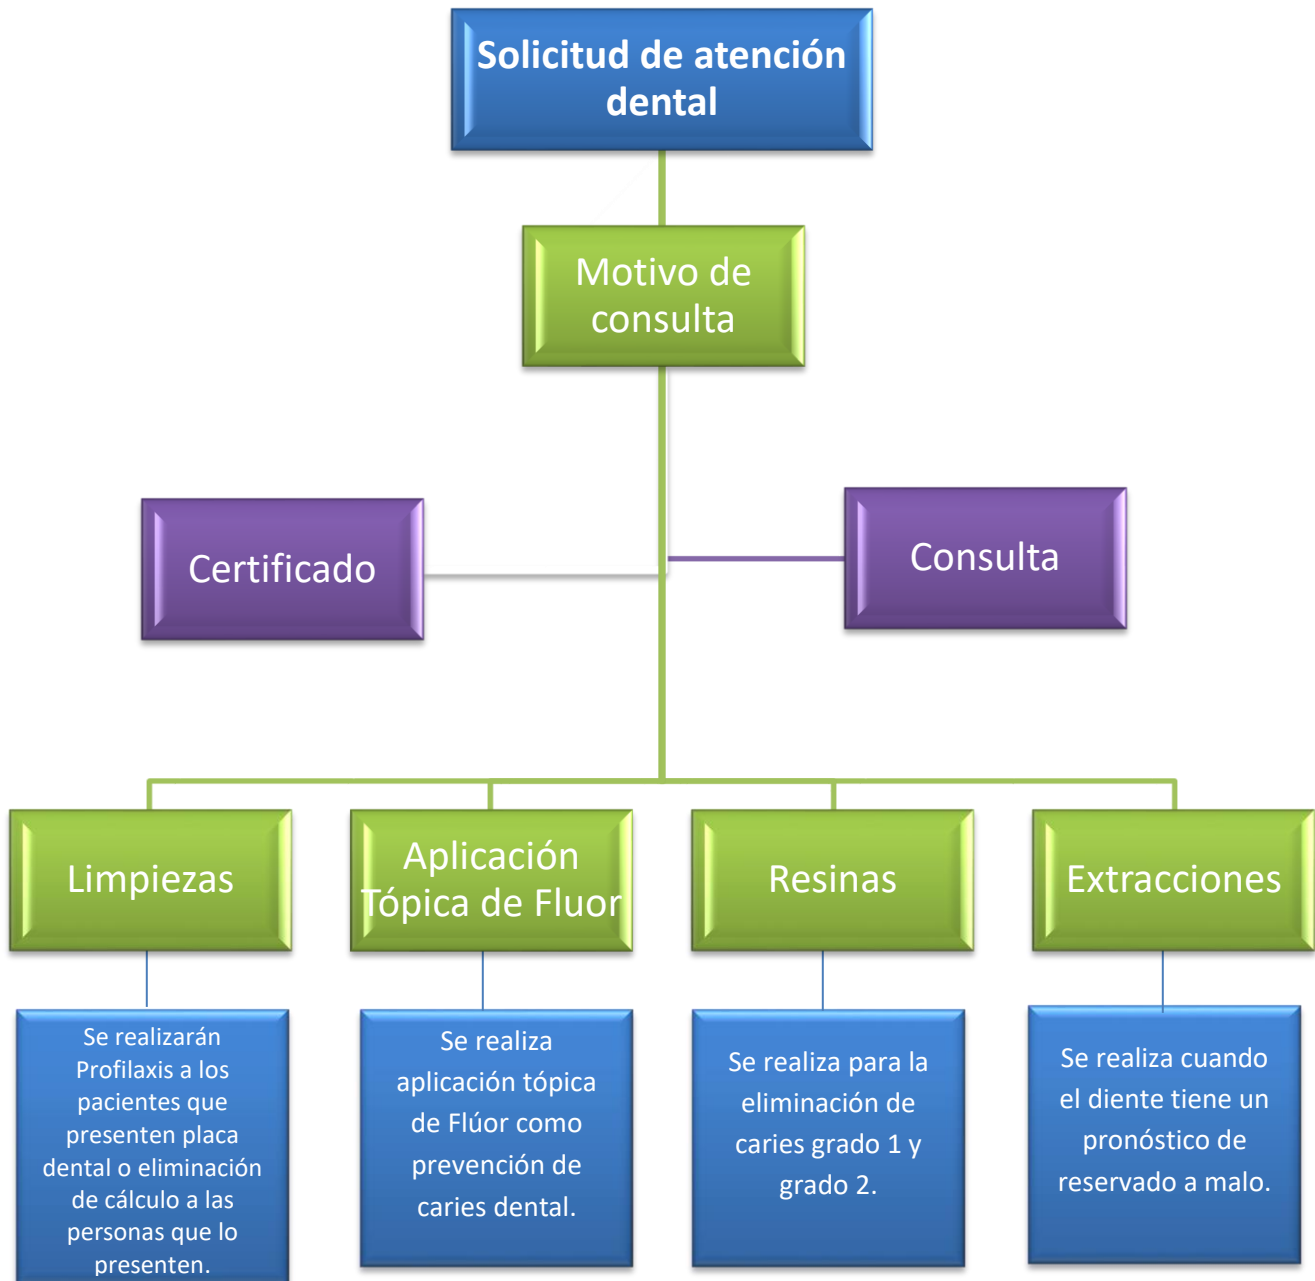 Solicitud de atención
dental
Motivo de
consulta
Certificado
Consulta
Limpiezas
Aplicación
Tópica de Fluor
Resinas
Extracciones
Se realizarán
Profilaxis a los
pacientes que
presenten placa
dental o eliminación
de cálculo a las
personas que lo
presenten.
Se realiza
aplicación tópica
de Flúor como
prevención de
caries dental.
Se realiza para la
eliminación de
caries grado 1 y
grado 2.
Se realiza cuando
el diente tiene un
pronóstico de
reservado a malo.